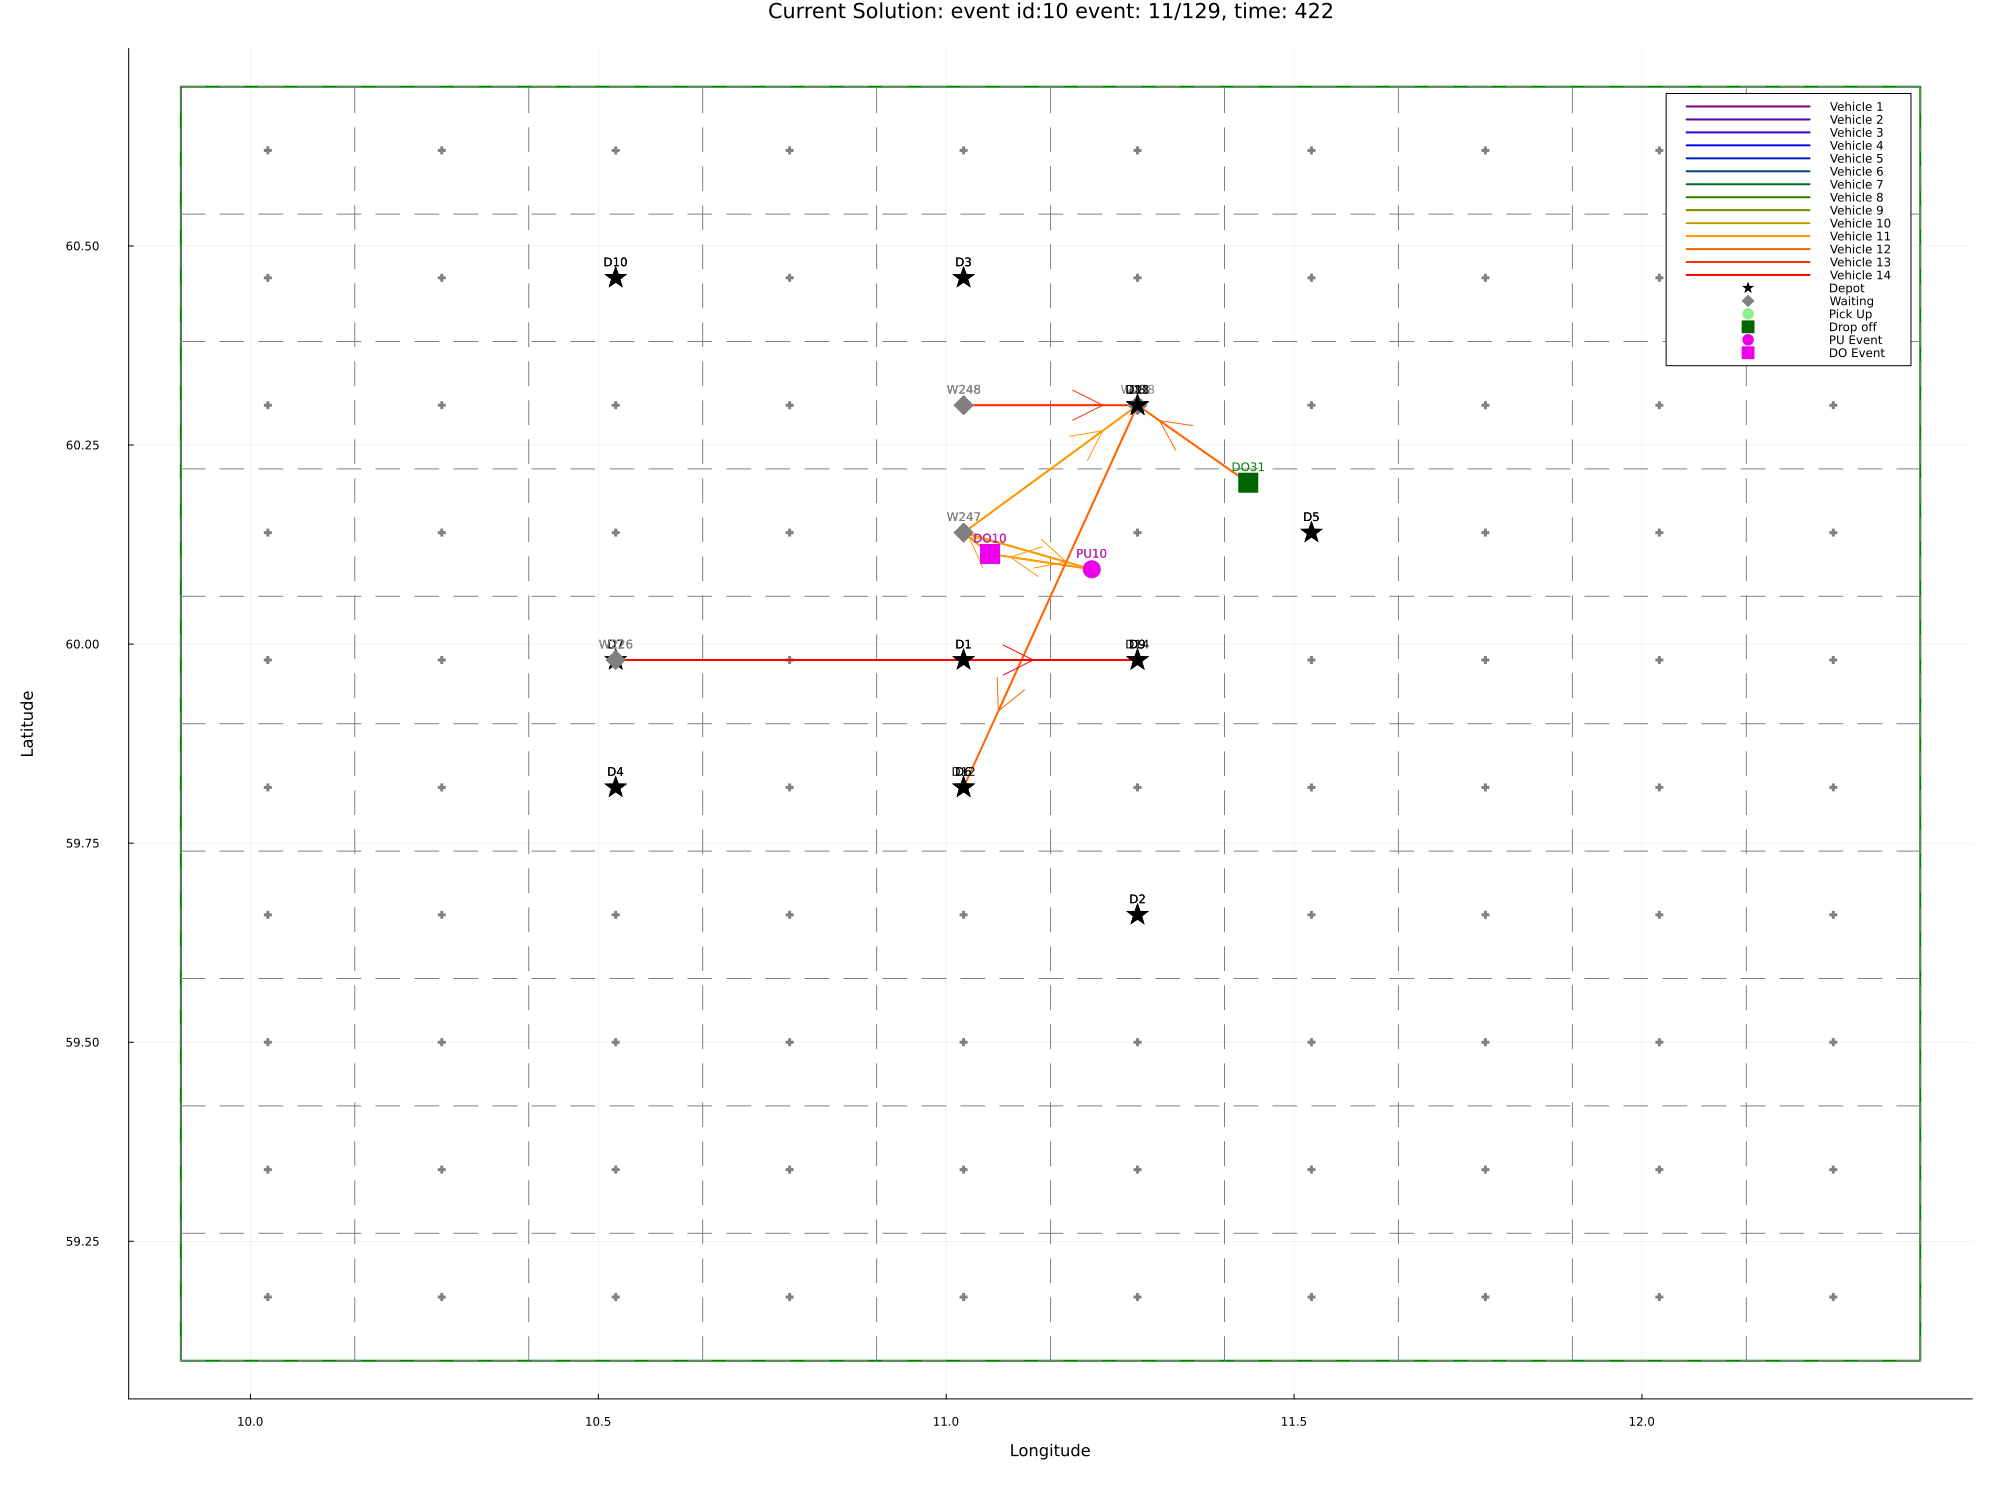 Current Solution: event id:10 event: 11/129, time: 422
Vehicle 1
Vehicle 2
Vehicle 3
Vehicle 4
Vehicle 5
Vehicle 6
Vehicle 7
Vehicle 8
Vehicle 9
Vehicle 10
Vehicle 11
Vehicle 12
Vehicle 13
Vehicle 14
Depot
Waiting
Pick Up
Drop off
PU Event
DO Event
60.50
60.25
60.00
59.75
59.50
59.25
Latitude
D10
D3
W248
DO31
W247
D5
DO10
PU10
D1
D4
D2
10.0
10.5
11.0
11.5
12.0
Longitude